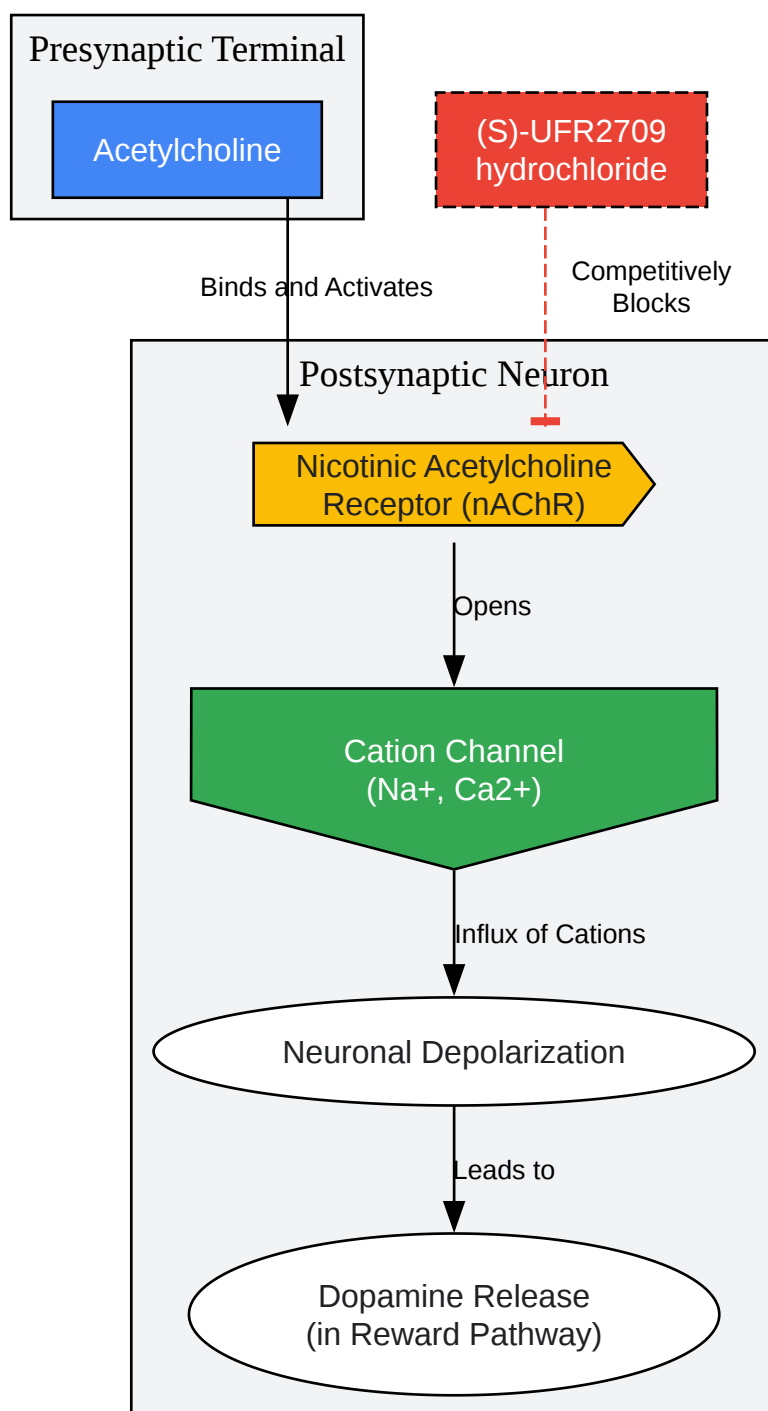 Presynaptic Terminal
Acetylcholine
(S)-UFR2709
hydrochloride
Binds and Activates
Competitively
Blocks
Postsynaptic Neuron
Nicotinic Acetylcholine
Receptor (nAChR)
Opens
Cation Channel
(Na+, Ca2+)
Influx of Cations
Neuronal Depolarization
Leads to
Dopamine Release
(in Reward Pathway)